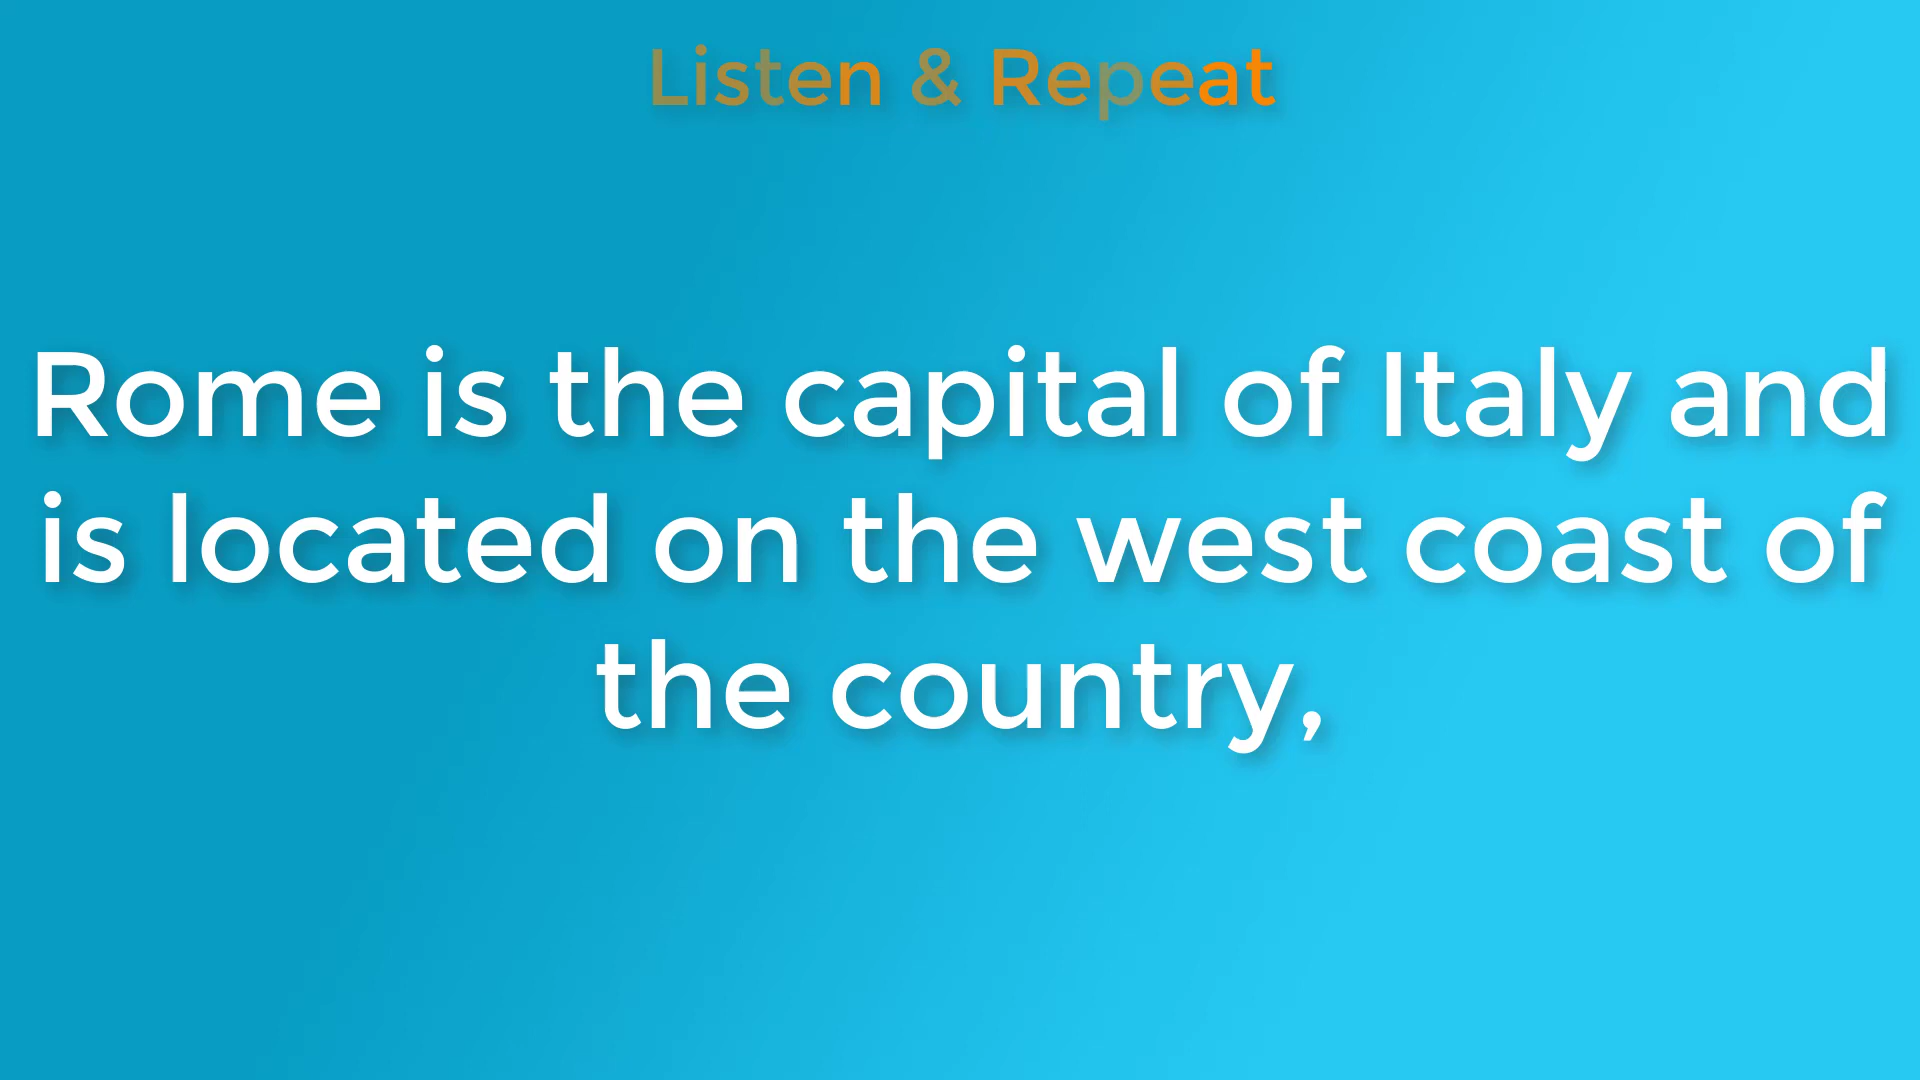 Listen & Repeat
Rome is the capital of Italy and
is located on the west coast of
the country,